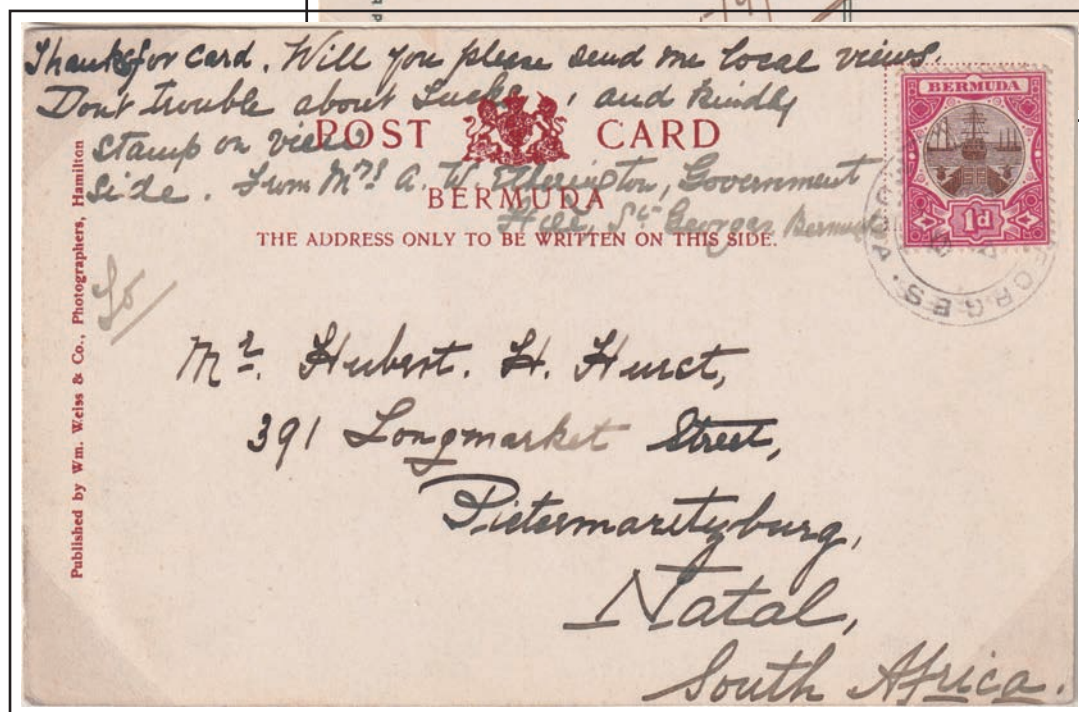 Thanks for card. Will you please send me local views.
Don't trouble about , and kindly
stamp on view
side. From Mrs A. W. Etherington, Government
Hill, St Georges Bermuda
POST CARD
BERMUDA
THE ADDRESS ONLY TO BE WRITTEN ON THIS SIDE.
BERMUDA
1d
ORGES.
Published by Wm. Weiss & Co., Photographers, Hamilton
Mr. Hubert. H. Hurst,
391 Longmarket Street,
Pietermaritzburg,
Natal,
South Africa.